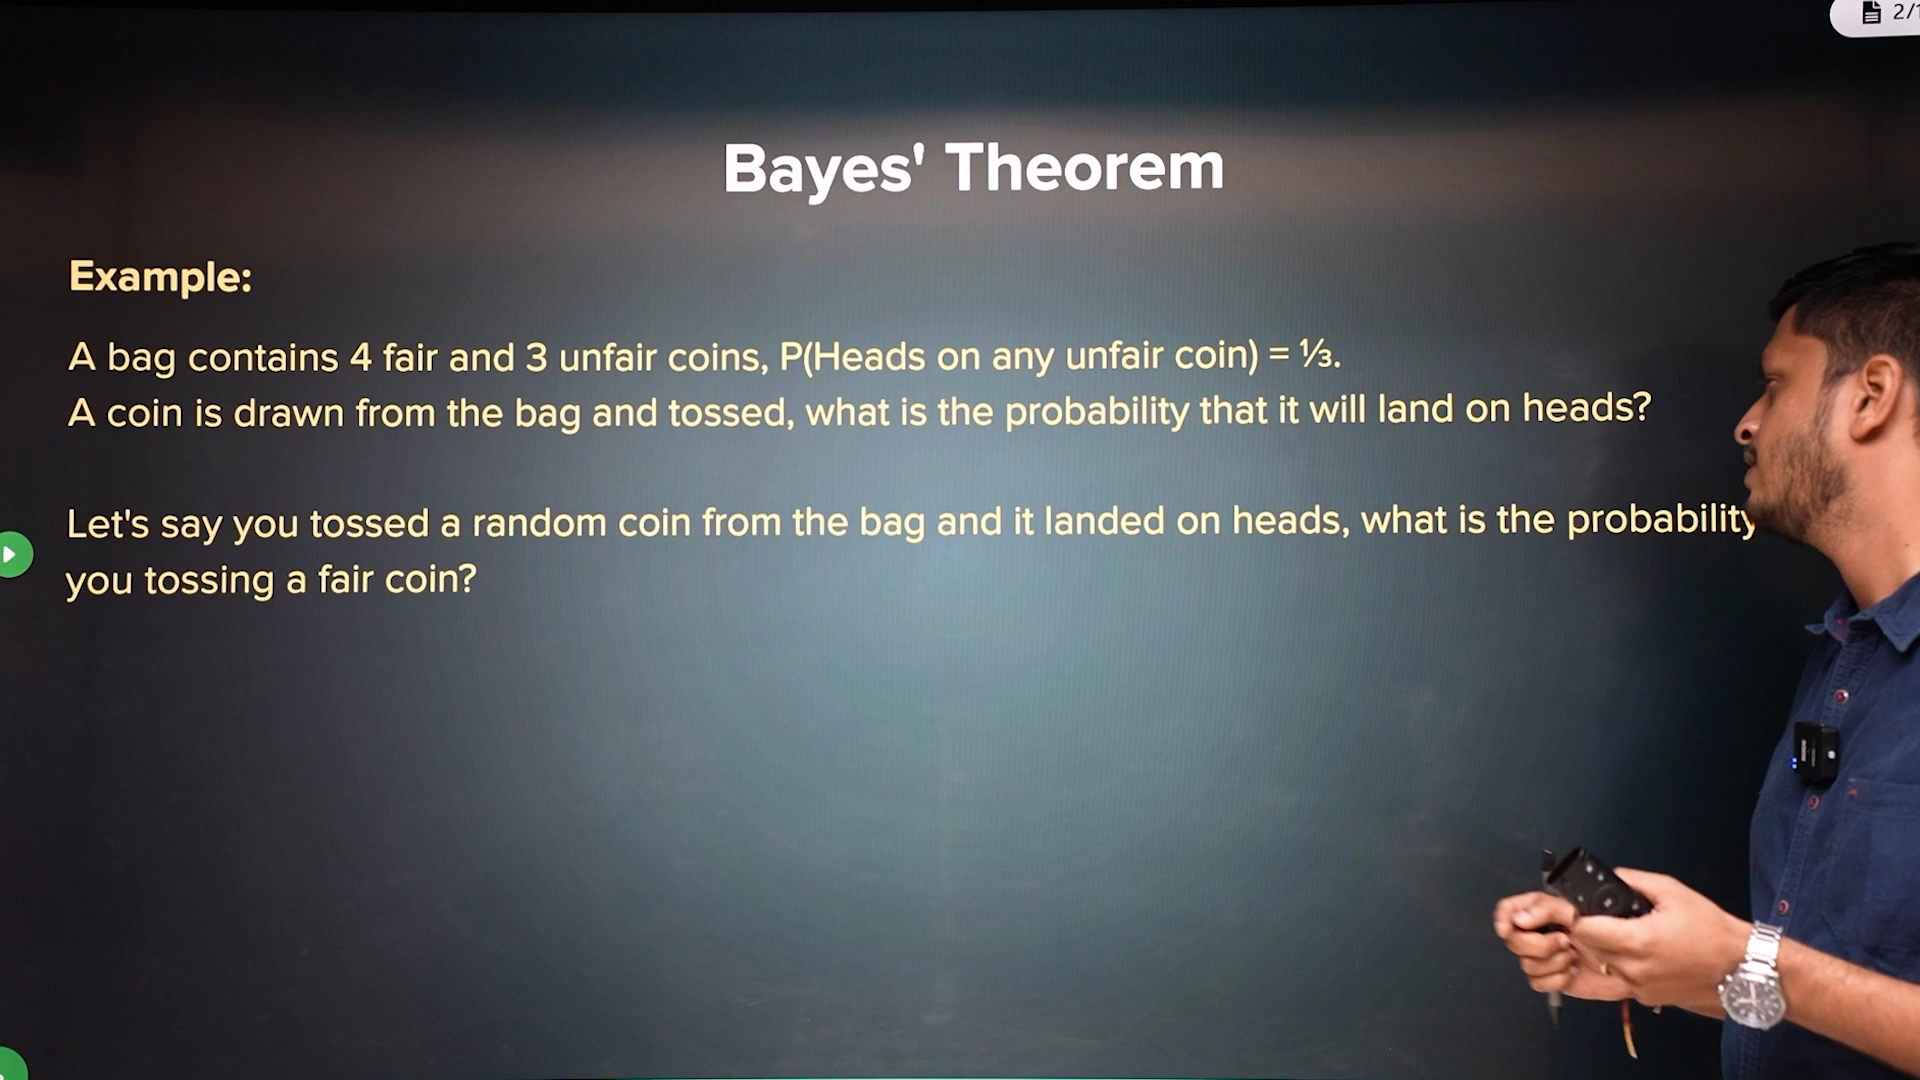 2/1
Bayes' Theorem
Example:
A bag contains 4 fair and 3 unfair coins, P(Heads on any unfair coin) = ⅓.
A coin is drawn from the bag and tossed, what is the probability that it will land on heads?
Let's say you tossed a random coin from the bag and it landed on heads, what is the probability
you tossing a fair coin?